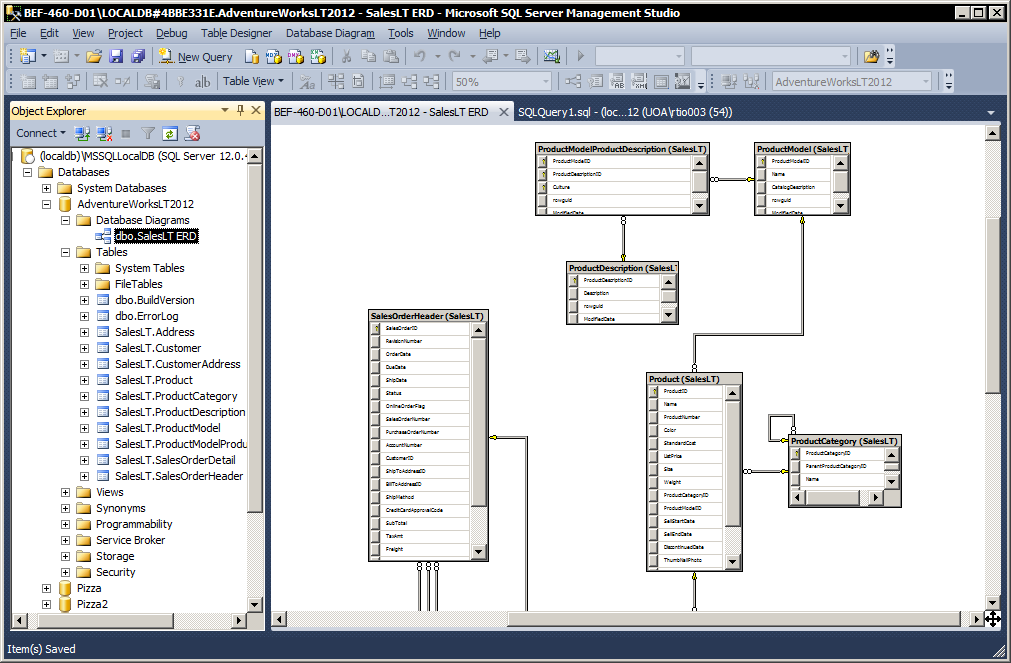 BEF-460-D01\LOCALDB#4BBE331E.AdventureWorksLT2012 - SalesLT ERD - Microsoft SQL Server Management Studio
File Edit View Project Debug Table Designer Database Diagram Tools Window Help
New Query
Table View 50% AdventureWorksLT2012
Object Explorer
Connect
(localdb)\MSSQLLocalDB (SQL Server 12.0.
Databases
System Databases
AdventureWorksLT2012
Database Diagrams
dbo.SalesLT ERD
Tables
System Tables
FileTables
dbo.BuildVersion
dbo.ErrorLog
SalesLT.Address
SalesLT.Customer
SalesLT.CustomerAddress
SalesLT.Product
SalesLT.ProductCategory
SalesLT.ProductDescription
SalesLT.ProductModel
SalesLT.ProductModelProdu
SalesLT.SalesOrderDetail
SalesLT.SalesOrderHeader
Views
Synonyms
Programmability
Service Broker
Storage
Security
Pizza
Pizza2
BEF-460-D01\LOCALD...T2012 - SalesLT ERD
SQLQuery1.sql - (loc...12 (UOA\rtio003 (54))
ProductModelProductDescription (SalesLT)
ProductModelID
ProductDescriptionID
Culture
rowguid
ModifiedDate
ProductModel (SalesLT
ProductModelID
Name
CatalogDescription
rowguid
ModifiedDate
ProductDescription (SalesLT
ProductDescriptionID
Description
rowguid
ModifiedDate
SalesOrderHeader (SalesLT)
SalesOrderID
RevisionNumber
OrderDate
DueDate
ShipDate
Status
OnlineOrderFlag
SalesOrderNumber
PurchaseOrderNumber
AccountNumber
CustomerID
ShipToAddressID
BillToAddressID
ShipMethod
CreditCardApprovalCode
SubTotal
TaxAmt
Freight
Product (SalesLT)
ProductID
Name
ProductNumber
Color
StandardCost
ListPrice
Size
Weight
ProductCategoryID
ProductModelID
SellStartDate
SellEndDate
DiscontinuedDate
ThumbNailPhoto
ProductCategory (SalesLT)
ProductCategoryID
ParentProductCategoryID
Name
Item(s) Saved